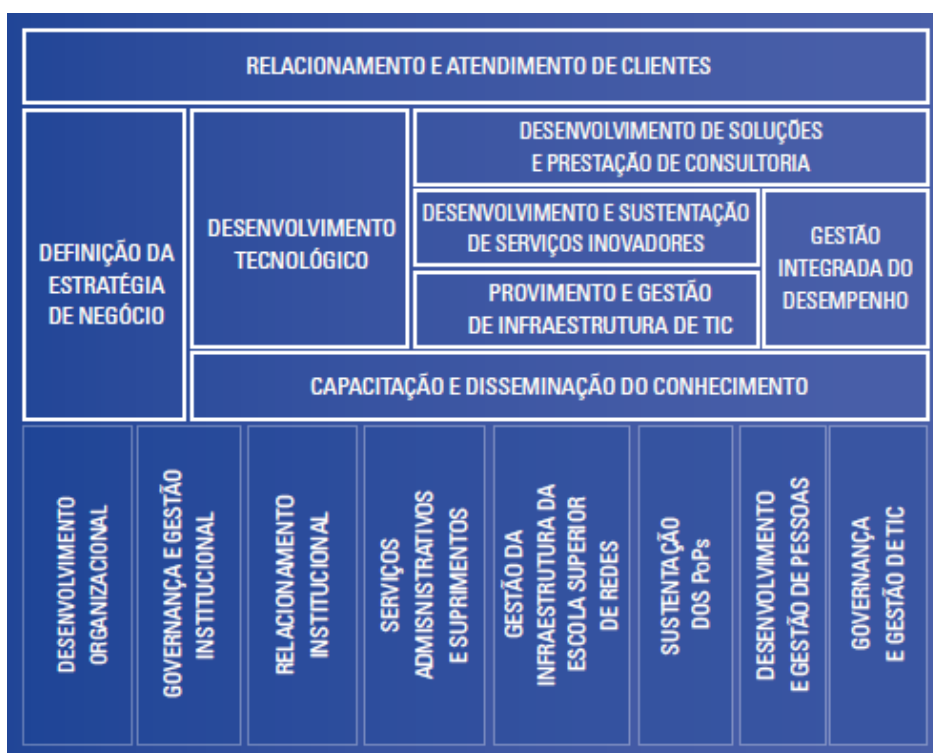 RELACIONAMENTO E ATENDIMENTO DE CLIENTES
DEFINIÇÃO DA
ESTRATÉGIA
DE NEGÓCIO
DESENVOLVIMENTO
TECNOLÓGICO
DESENVOLVIMENTO DE SOLUÇÕES
E PRESTAÇÃO DE CONSULTORIA
DESENVOLVIMENTO E SUSTENTAÇÃO
DE SERVIÇOS INOVADORES
PROVIMENTO E GESTÃO
DE INFRAESTRUTURA DE TIC
GESTÃO
INTEGRADA DO
DESEMPENHO
CAPACITAÇÃO E DISSEMINAÇÃO DO CONHECIMENTO
DESENVOLVIMENTO
ORGANIZACIONAL
GOVERNANÇA E GESTÃO
INSTITUCIONAL
RELACIONAMENTO
INSTITUCIONAL
SERVIÇOS
ADMISNISTRATIVOS
E SUPRIMENTOS
GESTÃO DA
INFRAESTRUTURA DA
ESCOLA SUPERIOR
DE REDES
SUSTENTAÇÃO
DOS PoPs
DESENVOLVIMENTO
E GESTÃO DE PESSOAS
GOVERNANÇA
E GESTÃO DE TIC